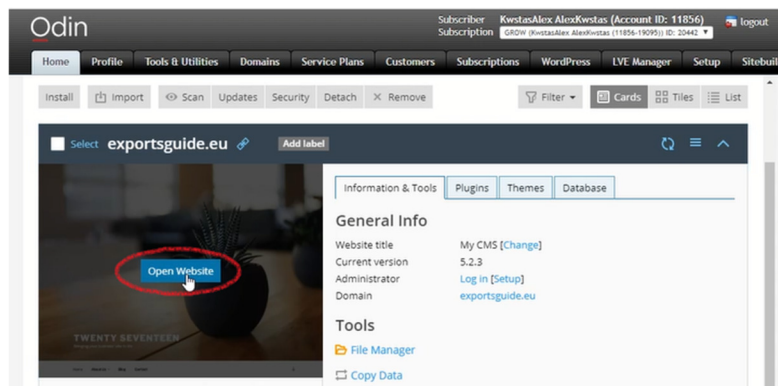 Odin
Subscriber KwstasAlex AlexKwstas (Account ID: 11856) logout
Subscription GROW (KwstasAlex AlexKwstas (11856-19095)) ID: 20442
Home Profile Tools & Utilities Domains Service Plans Customers Subscriptions WordPress LVE Manager Setup Sitebuil
Install Import Scan Updates Security Detach Remove Filter Cards Tiles List
Select exportsguide.eu Add label
Information & Tools Plugins Themes Database
General Info
Website title My CMS [Change]
Current version 5.2.3
Administrator Log in [Setup]
Domain exportsguide.eu
Open Website
TWENTY SEVENTEEN
Tools
File Manager
Copy Data